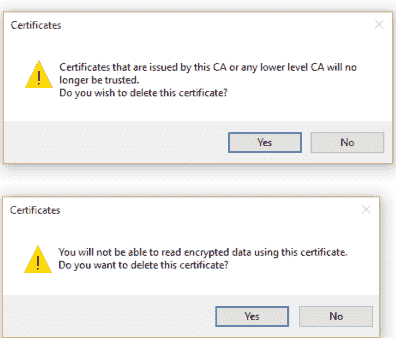 Certificates
Certificates that are issued by this CA or any lower level CA will no
longer be trusted.
Do you wish to delete this certificate?
Yes No
Certificates
You will not be able to read encrypted data using this certificate.
Do you want to delete this certificate?
Yes No